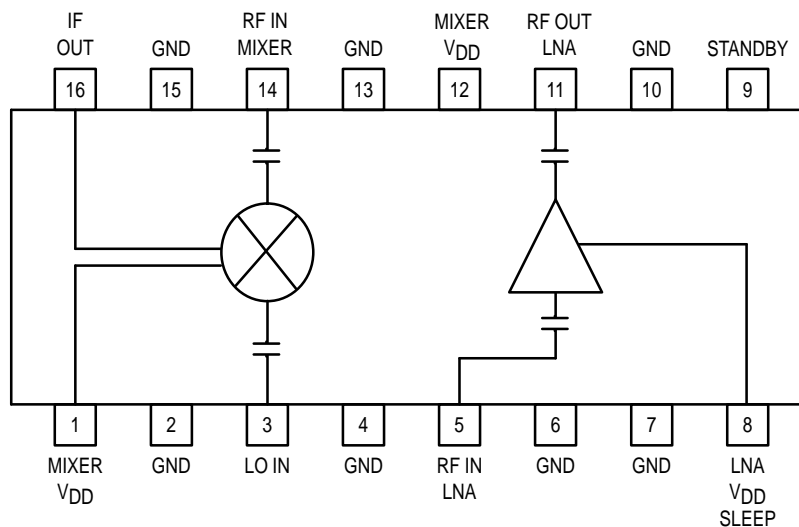 IF OUT
GND
RF IN MIXER
GND
MIXER VDD
RF OUT LNA
GND
STANDBY
16
15
14
13
12
11
10
9
1
2
3
4
5
6
7
8
MIXER VDD
GND
LO IN
GND
RF IN LNA
GND
GND
LNA VDD SLEEP